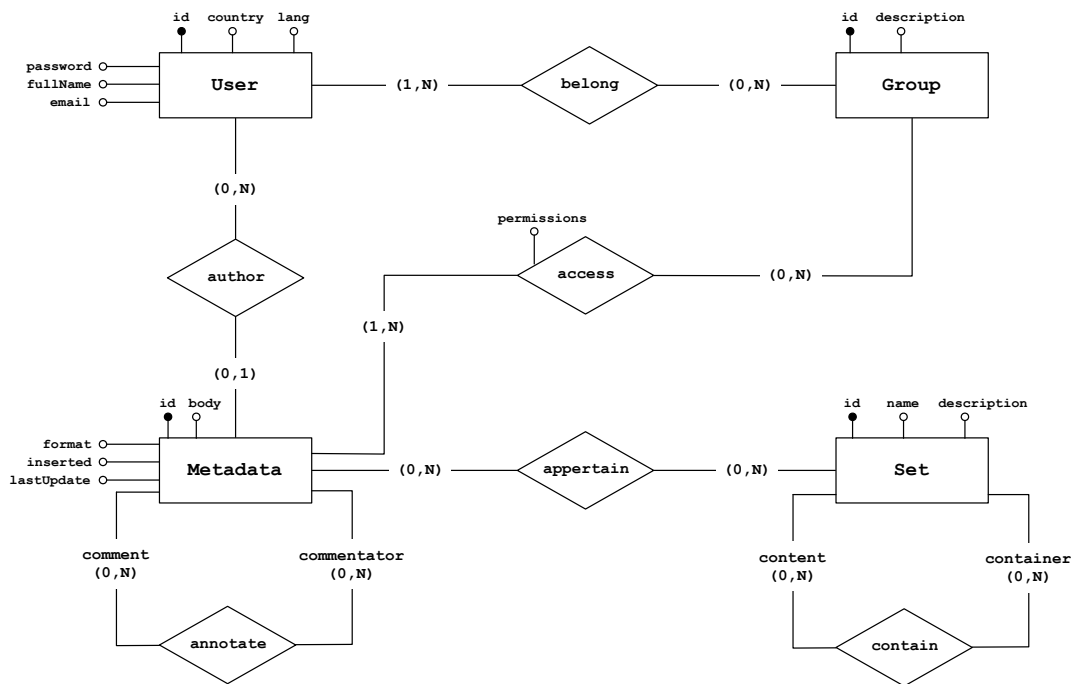 id country lang
id description
password
fullName
email
User
(1,N)
belong
(0,N)
Group
(0,N)
permissions
author
access
(0,N)
(1,N)
(0,1)
id body
id name description
format
inserted
lastUpdate
Metadata
(0,N)
appertain
(0,N)
Set
comment
(0,N)
commentator
(0,N)
content
(0,N)
container
(0,N)
annotate
contain